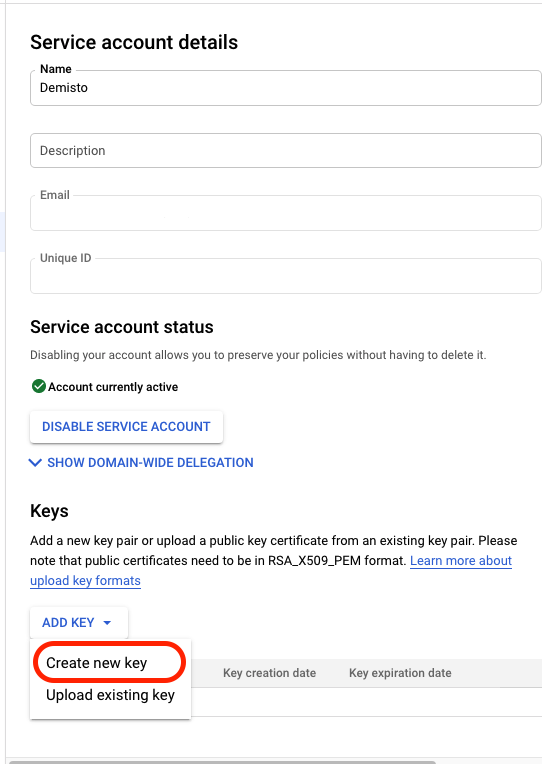 Service account details
Name
Demisto
Description
Email
Unique ID
Service account status
Disabling your account allows you to preserve your policies without having to delete it.
Account currently active
DISABLE SERVICE ACCOUNT
SHOW DOMAIN-WIDE DELEGATION
Keys
Add a new key pair or upload a public key certificate from an existing key pair. Please
note that public certificates need to be in RSA_X509_PEM format. Learn more about
upload key formats
ADD KEY
Create new key
Key creation date Key expiration date
Upload existing key